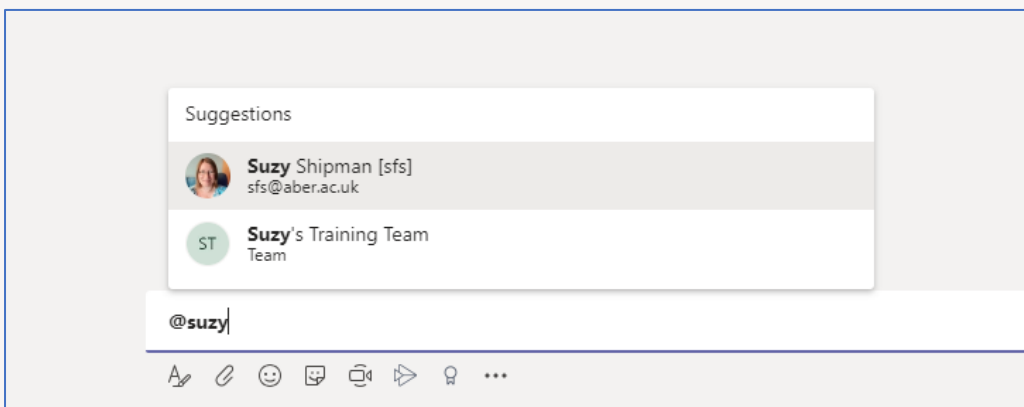 Suggestions
Suzy Shipman [sfs]
sfs@aber.ac.uk
ST
Suzy's Training Team
Team
@suzy